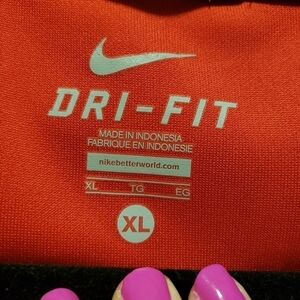 DRI-FIT
MADE IN INDONESIA
FABRIQUE EN INDONESIE
nikebetterworld.com
XL TG EG
XL